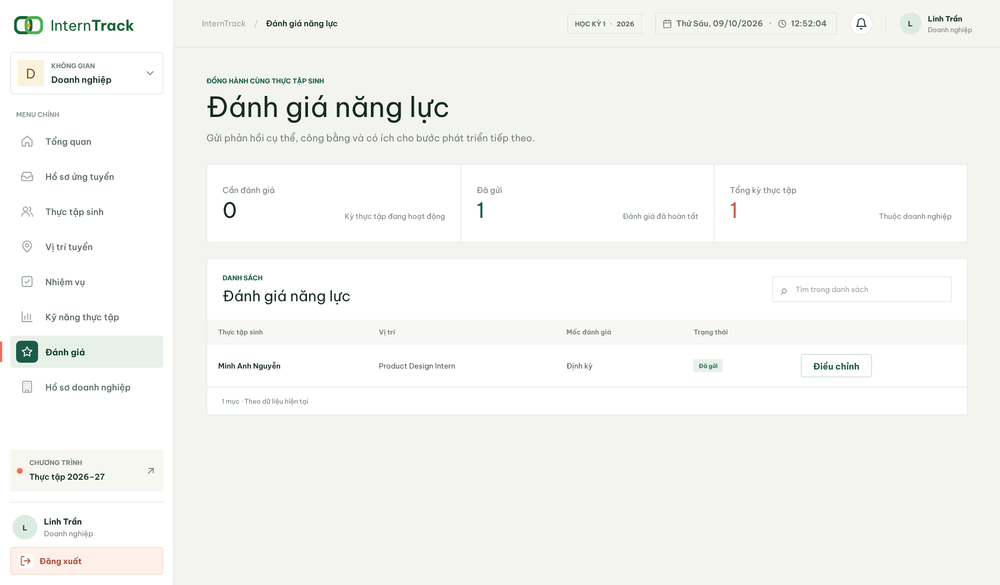 InternTrack
KHÔNG GIAN
D
Doanh nghiệp
MENU CHÍNH
Tổng quan
Hồ sơ ứng tuyển
Thực tập sinh
Vị trí tuyển
Nhiệm vụ
Kỹ năng thực tập
Đánh giá
Hồ sơ doanh nghiệp
CHƯƠNG TRÌNH
Thực tập 2026–27
L
Linh Trần
Doanh nghiệp
Đăng xuất
InternTrack / Đánh giá năng lực
HỌC KỲ 1 · 2026
Thứ Sáu, 09/10/2026 · 12:52:04
L
Linh Trần
Doanh nghiệp
ĐỒNG HÀNH CÙNG THỰC TẬP SINH
Đánh giá năng lực
Gửi phản hồi cụ thể, công bằng và có ích cho bước phát triển tiếp theo.
Cần đánh giá
0
Kỳ thực tập đang hoạt động
Đã gửi
1
Đánh giá đã hoàn tất
Tổng kỳ thực tập
1
Thuộc doanh nghiệp
DANH SÁCH
Đánh giá năng lực
Tìm trong danh sách
Thực tập sinh Vị trí Mốc đánh giá Trạng thái
Minh Anh Nguyễn Product Design Intern Định kỳ Đã gửi Điều chỉnh
1 mục · Theo dữ liệu hiện tại